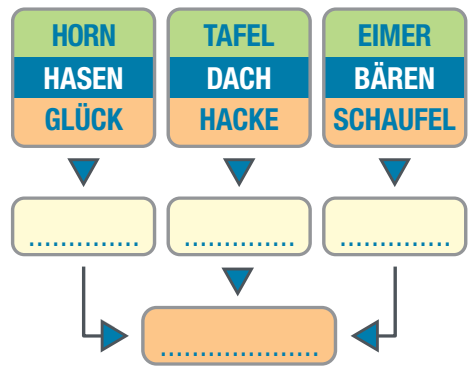 HORN
HASEN
GLÜCK
TAFEL
DACH
HACKE
EIMER
BÄREN
SCHAUFEL
..............
..............
..............
....................